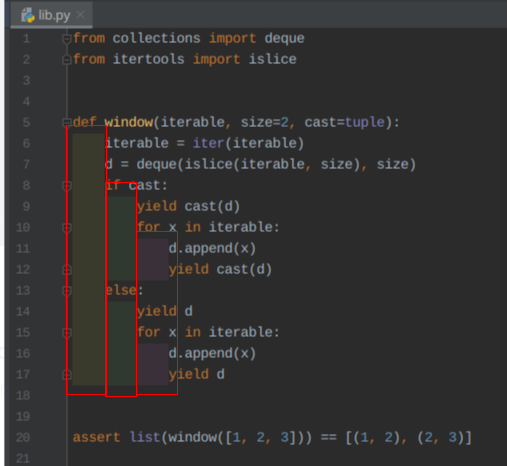 lib.py
1 from collections import deque
2 from itertools import islice
3
4
5 def window(iterable, size=2, cast=tuple):
6     iterable = iter(iterable)
7     d = deque(islice(iterable, size), size)
8     if cast:
9         yield cast(d)
10         for x in iterable:
11             d.append(x)
12             yield cast(d)
13     else:
14         yield d
15         for x in iterable:
16             d.append(x)
17             yield d
18
19
20 assert list(window([1, 2, 3])) == [(1, 2), (2, 3)]
21